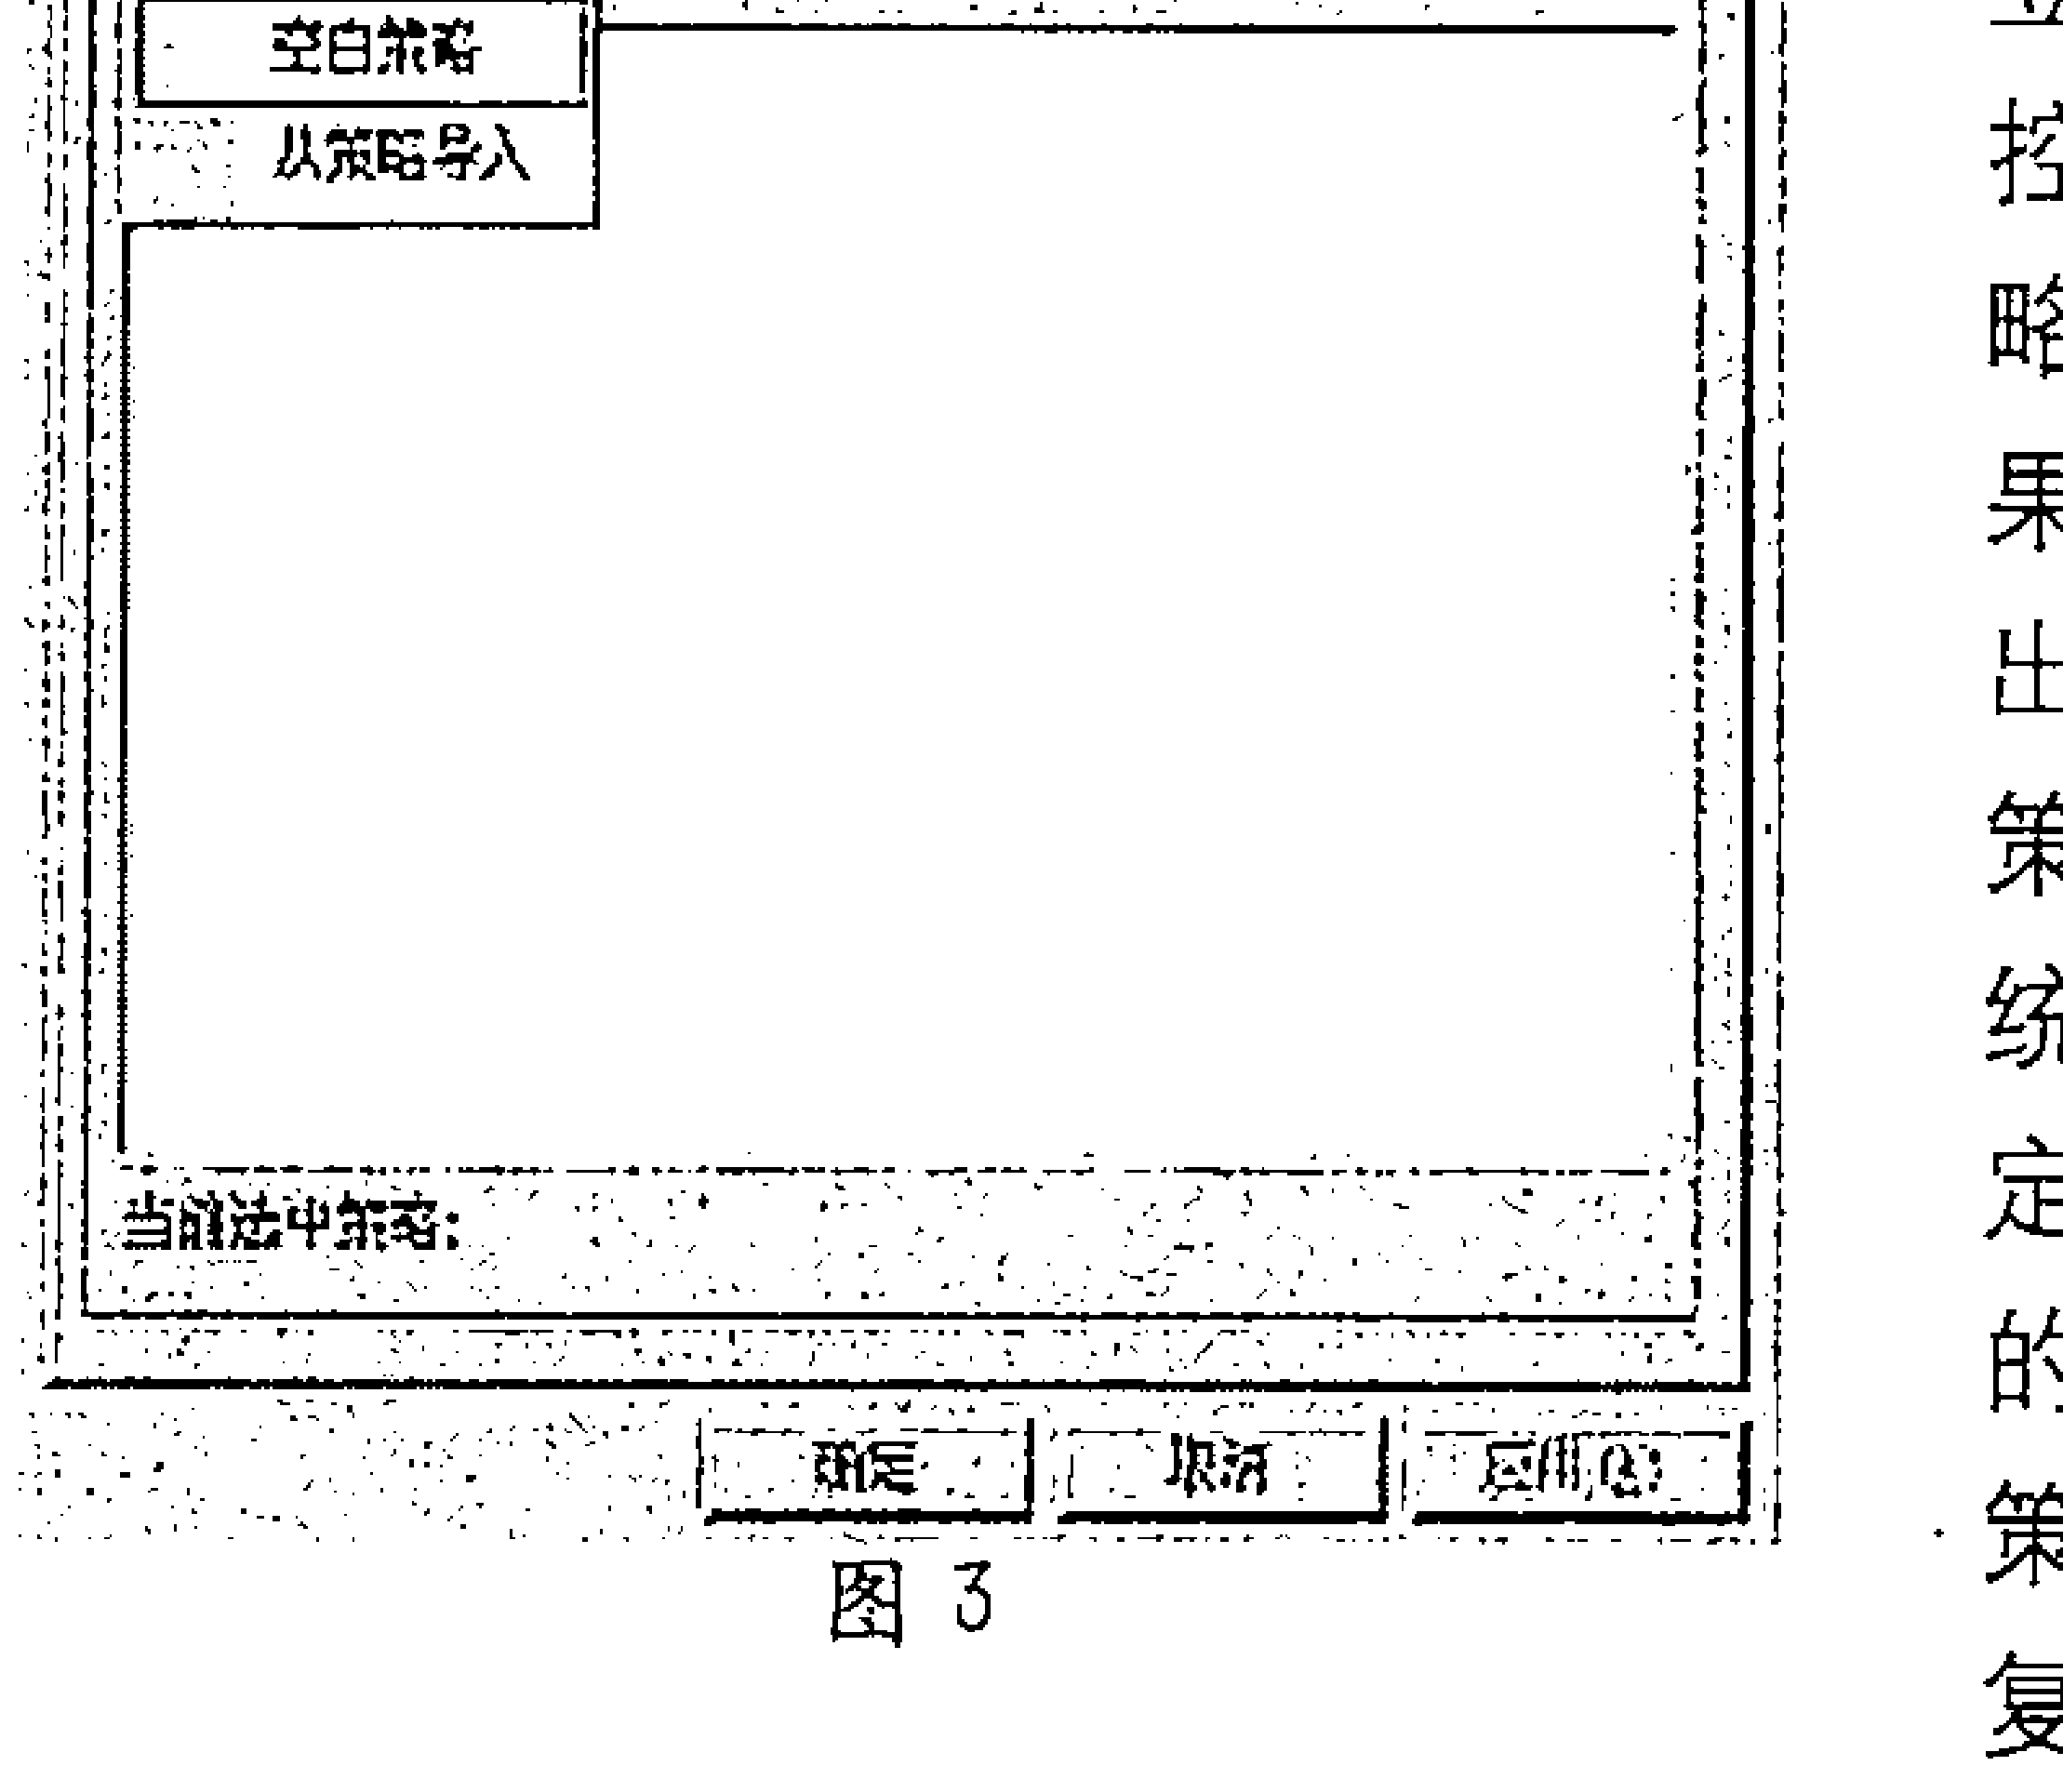 空白策略
从策略导入
当前选中策略:
确定
取消
应用(A)
图 3
控
略
果
出
策
统
定
的
策
复